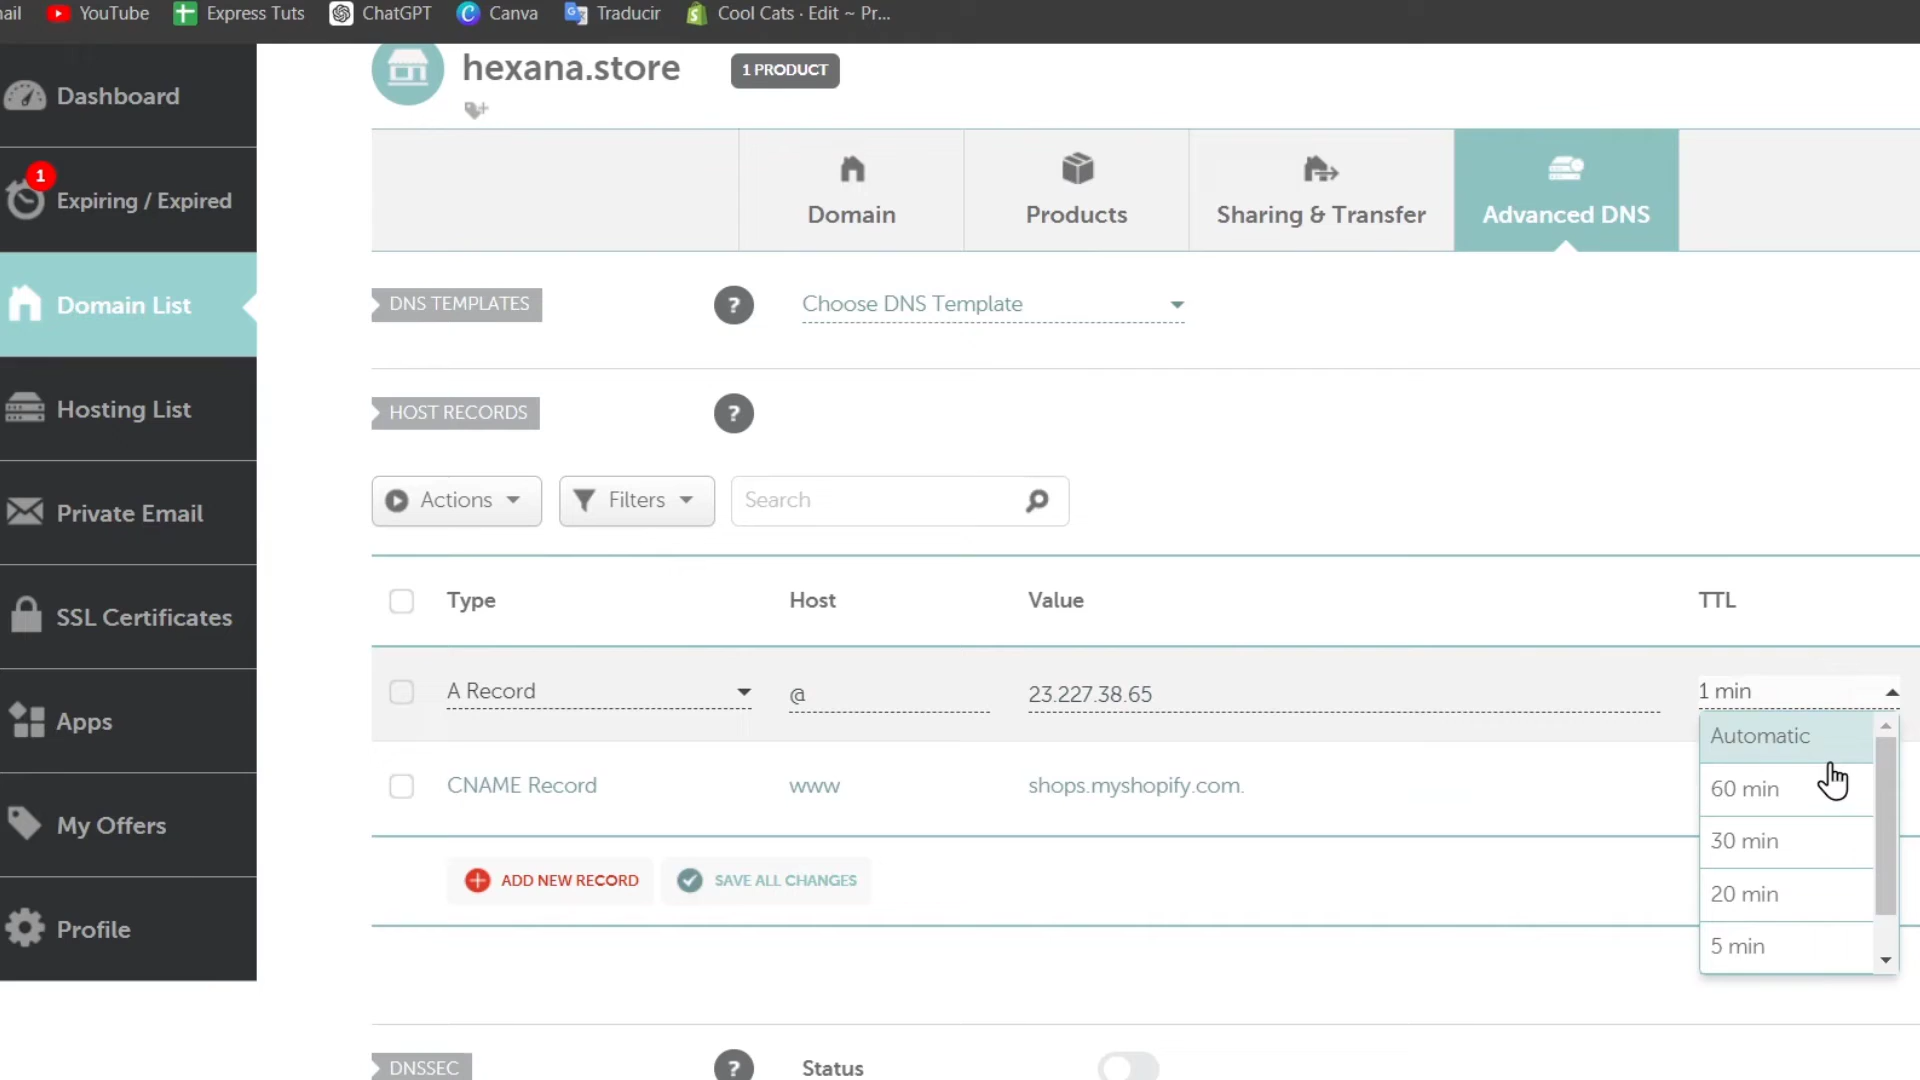 ail YouTube Express Tuts ChatGPT Canva Traducir Cool Cats · Edit ~ Pr...
hexana.store 1 PRODUCT
Dashboard
1
Expiring / Expired
Domain List
Hosting List
Private Email
SSL Certificates
Apps
My Offers
Profile
Domain Products Sharing & Transfer Advanced DNS
DNS TEMPLATES ? Choose DNS Template
HOST RECORDS ?
Actions Filters Search
Type Host Value TTL
A Record @ 23.227.38.65 1 min
CNAME Record www shops.myshopify.com.
Automatic
60 min
30 min
20 min
5 min
ADD NEW RECORD SAVE ALL CHANGES
DNSSEC ? Status